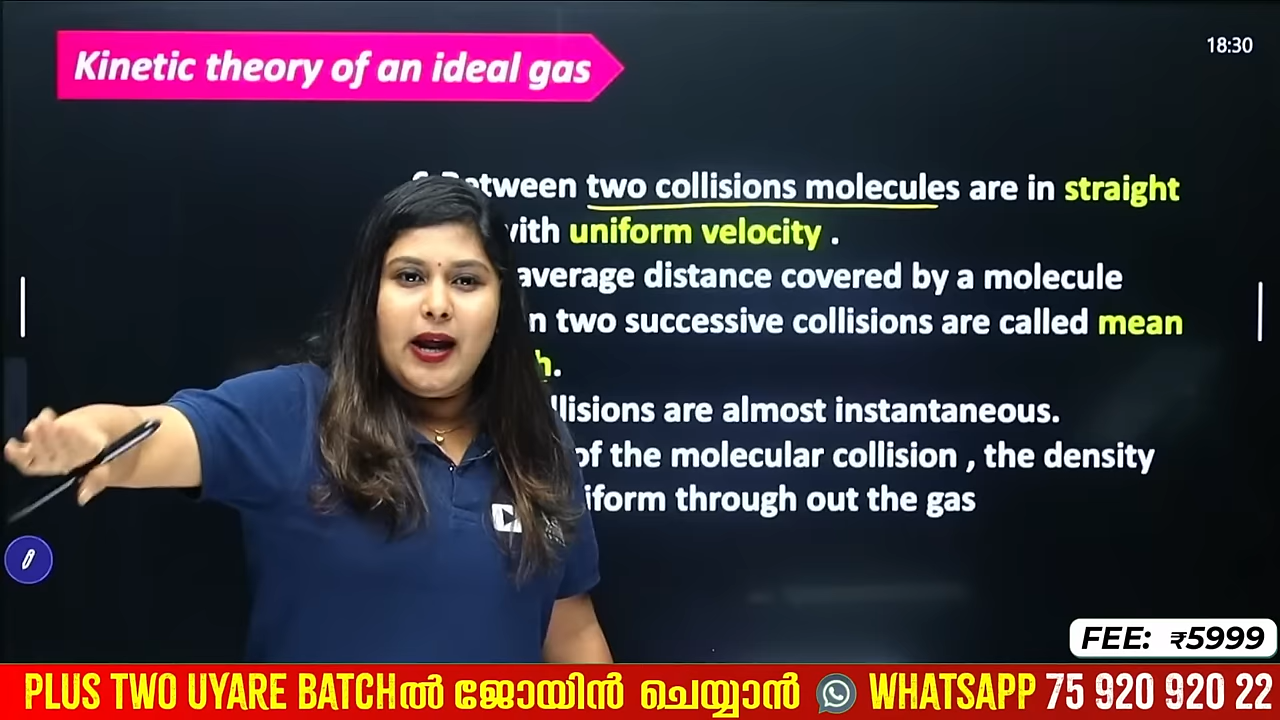 Kinetic theory of an ideal gas
18:30
Between two collisions molecules are in straight
with uniform velocity .
average distance covered by a molecule
two successive collisions are called mean
.
are almost instantaneous.
of the molecular collision , the density
through out the gas
FEE: ₹5999
PLUS TWO UYARE BATCHൽ ജോയിൻ ചെയ്യാൻ WHATSAPP 75 920 920 22